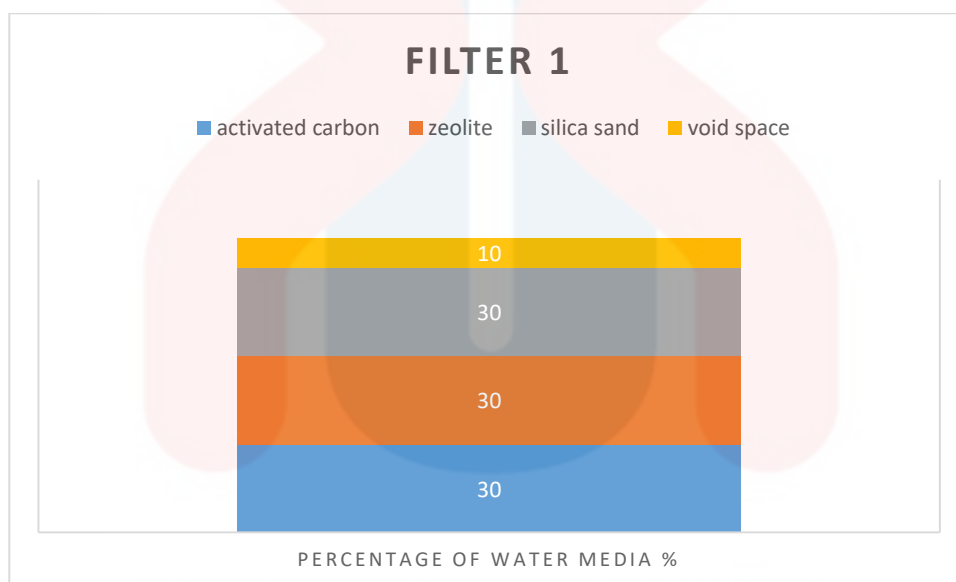 FILTER 1
activated carbon zeolite silica sand void space
10
30
30
30
PERCENTAGE OF WATER MEDIA %